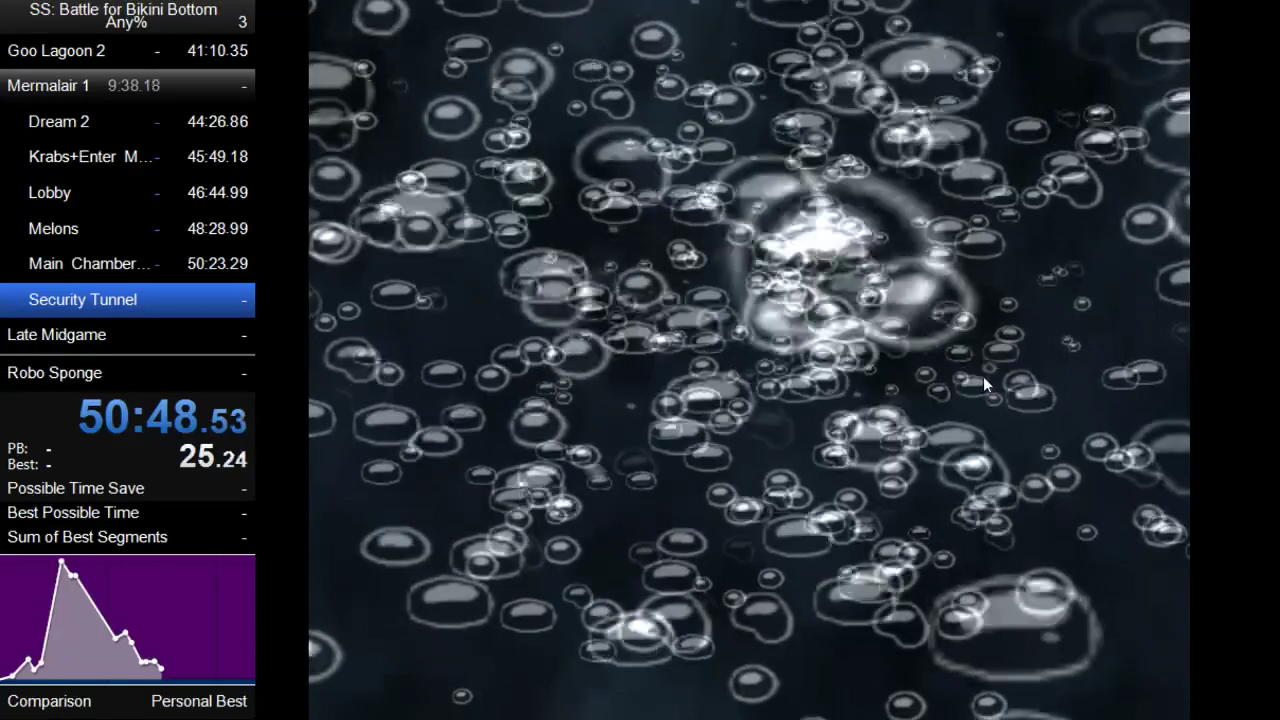 SS: Battle for Bikini Bottom
Any% 3
Goo Lagoon 2 - 41:10.35
Mermalair 1 9:38.18 -
Dream 2 - 44:26.86
Krabs+Enter M... - 45:49.18
Lobby - 46:44.99
Melons - 48:28.99
Main Chamber... - 50:23.29
Security Tunnel -
Late Midgame -
Robo Sponge -
50:48.53
PB: -
Best: - 25.24
Possible Time Save -
Best Possible Time -
Sum of Best Segments -
Comparison Personal Best